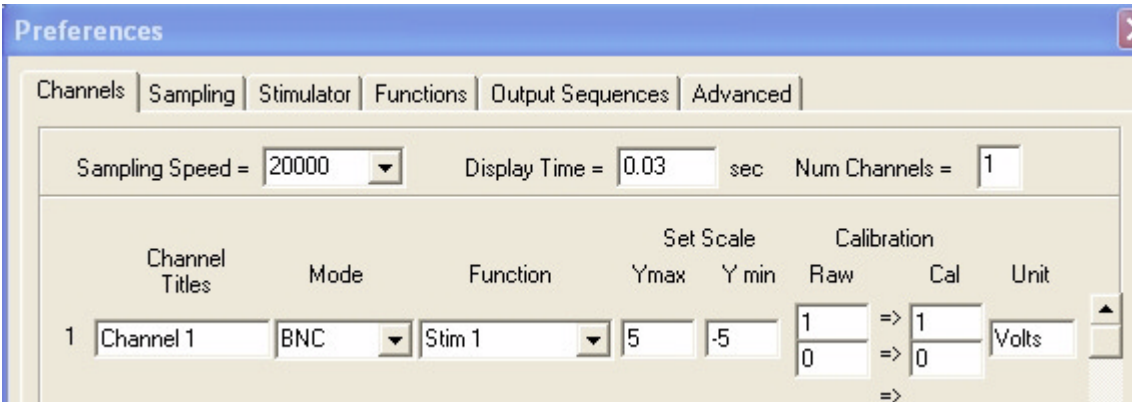 Preferences
Channels Sampling Stimulator Functions Output Sequences Advanced
Sampling Speed = 20000 Display Time = 0.03 sec Num Channels = 1
Set Scale Calibration
Channel Titles Mode Function Ymax Y min Raw Cal Unit
1 Channel 1 BNC Stim 1 5 -5 1 => 1 Volts
0 => 0
=>